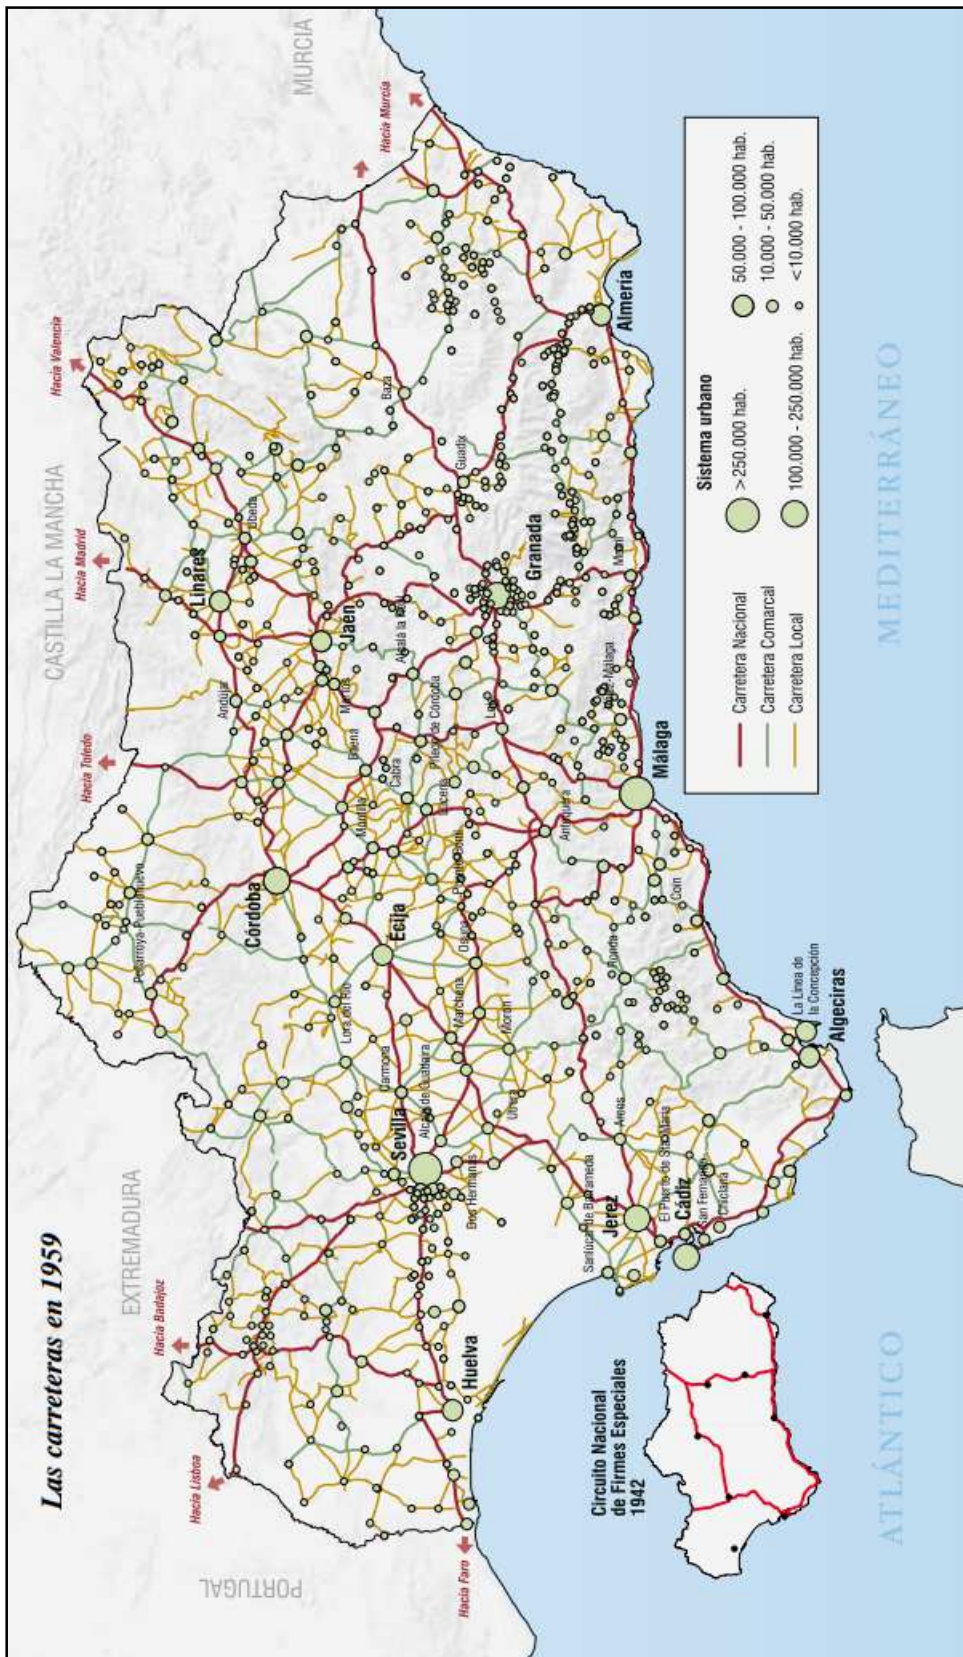 Las carreteras en 1959
PORTUGAL
EXTREMADURA
CASTILLA LA MANCHA
MURCIA
Hacia Faro
Hacia Lisboa
Hacia Badajoz
Hacia Toledo
Hacia Madrid
Hacia Valencia
Hacia Murcia
Peñarroya-Pueblonuevo
Córdoba
Andújar
Linares
Úbeda
Jaén
Martos
Lora del Río
Écija
Montilla
Baena
Cabra
Alcalá la Real
Priego de Córdoba
Lucena
Puente Genil
Baza
Guadix
Granada
Loja
Sevilla
Carmona
Alcalá de Guadaira
Marchena
Osuna
Morón
Utrera
Dos Hermanas
Huelva
Antequera
Vélez-Málaga
Motril
Almería
Málaga
Coín
Ronda
Arcos
Sanlúcar de Barrameda
Jerez
El Puerto de Sta. María
Cádiz
San Fernando
Chiclana
La Línea de
la Concepción
Algeciras
Circuito Nacional
de Firmes Especiales
1942
Carretera Nacional
Carretera Comarcal
Carretera Local
Sistema urbano
> 250.000 hab.
100.000 - 250.000 hab.
50.000 - 100.000 hab.
10.000 - 50.000 hab.
<10.000 hab.
ATLÁNTICO
MEDITERRÁNEO